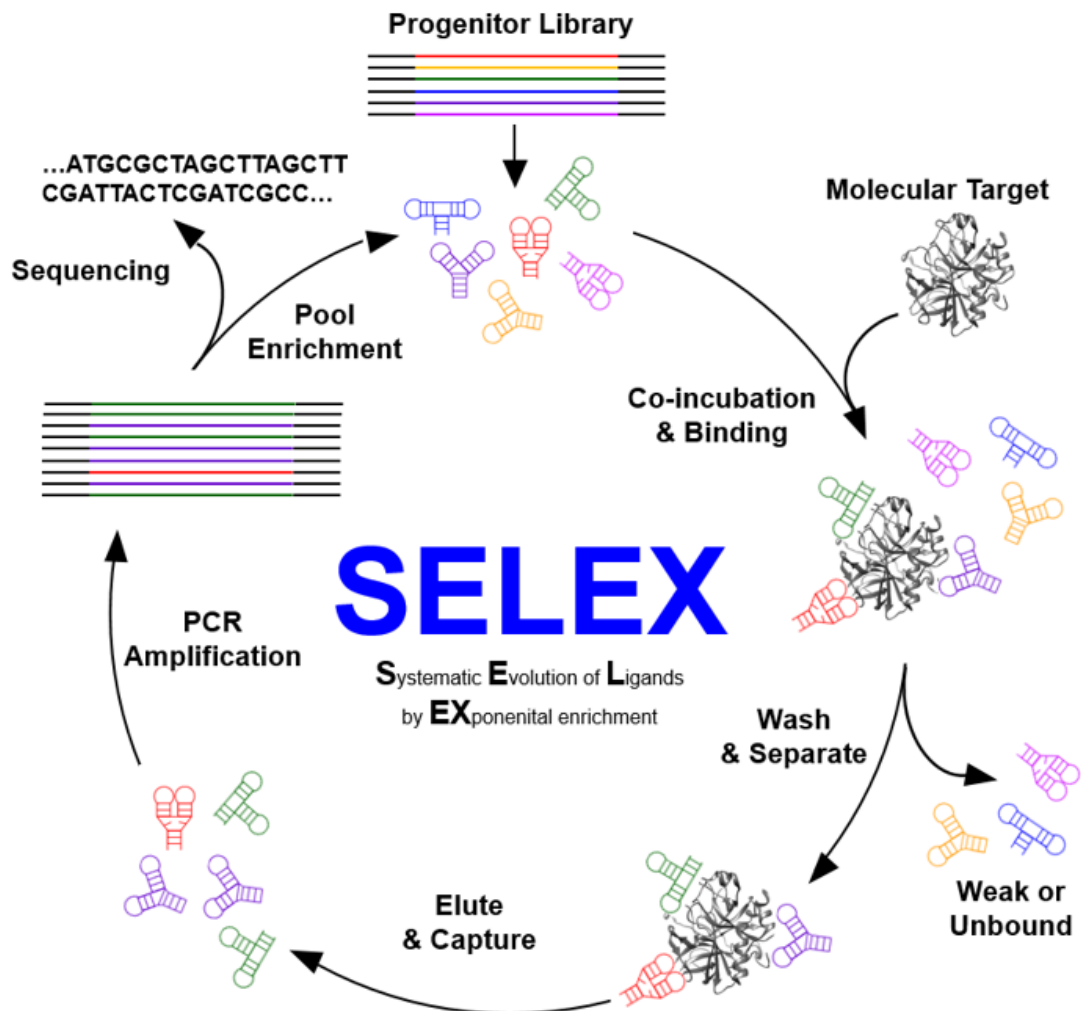 Progenitor Library
...ATGCGCTAGCTTAGCTT
CGATTACTCGATCGCC...
Molecular Target
Sequencing
Pool
Enrichment
Co-incubation
& Binding
SELEX
Systematic Evolution of Ligands
by EXponenital enrichment
PCR
Amplification
Wash
& Separate
Weak or
Unbound
Elute
& Capture